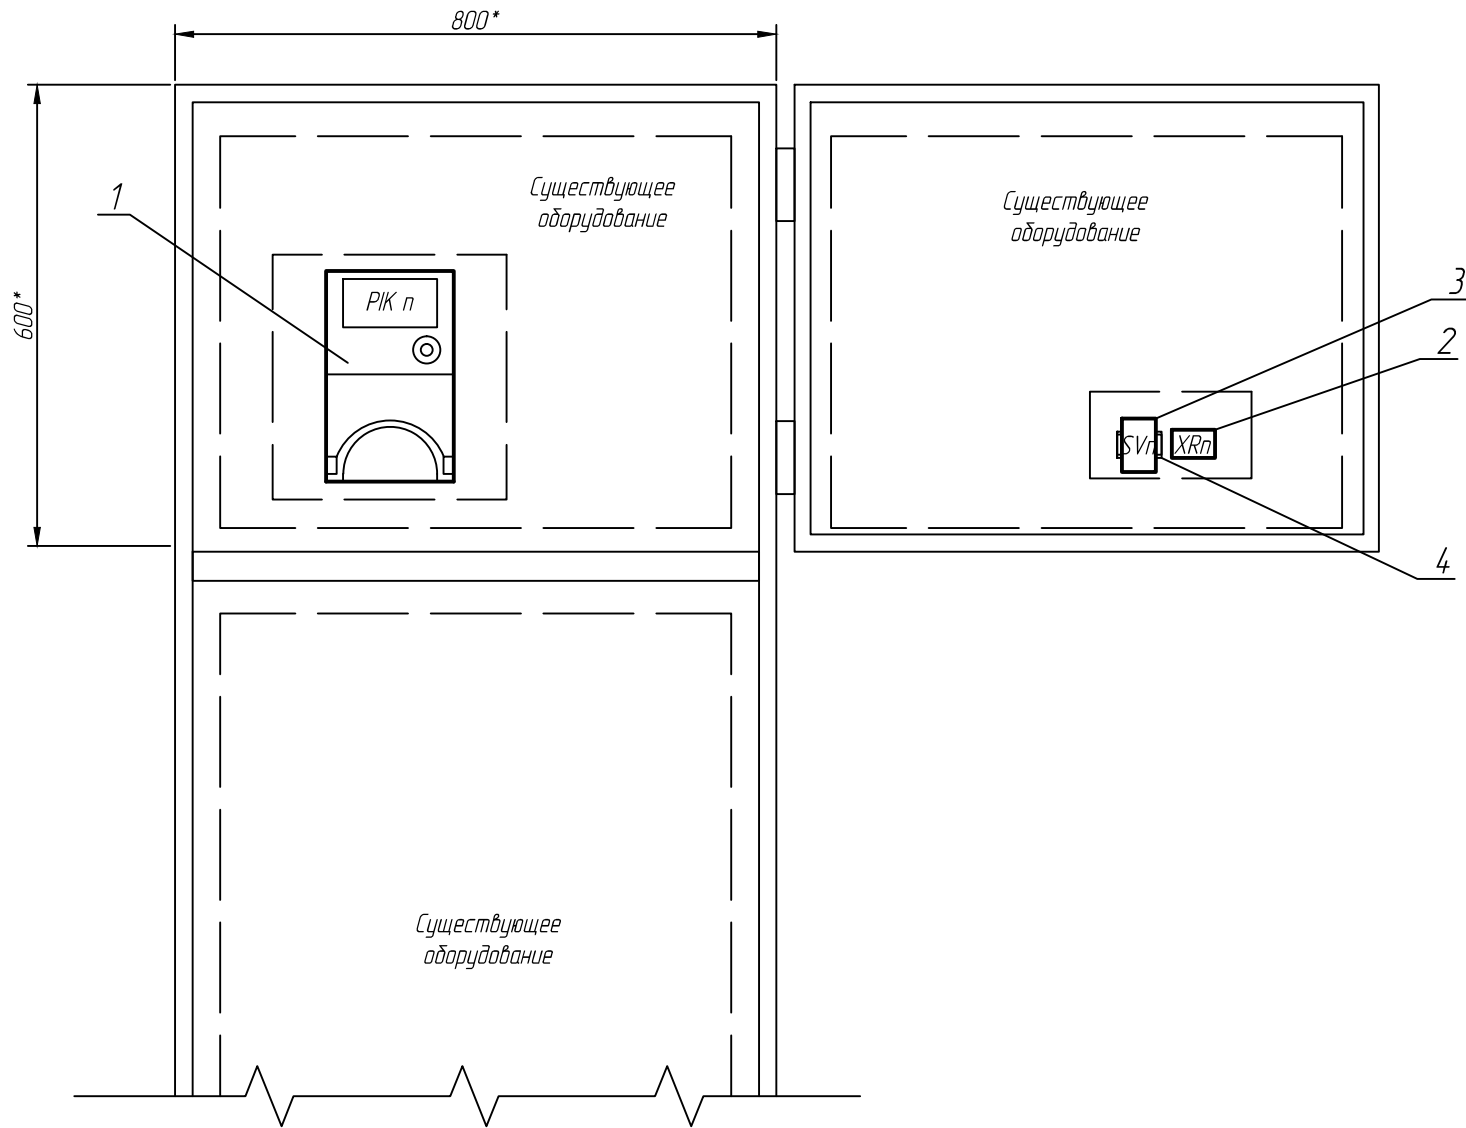 800*
600*
1
Существующее
оборудование
PIK n
Существующее
оборудование
3
2
SVn
XRn
4
Существующее
оборудование